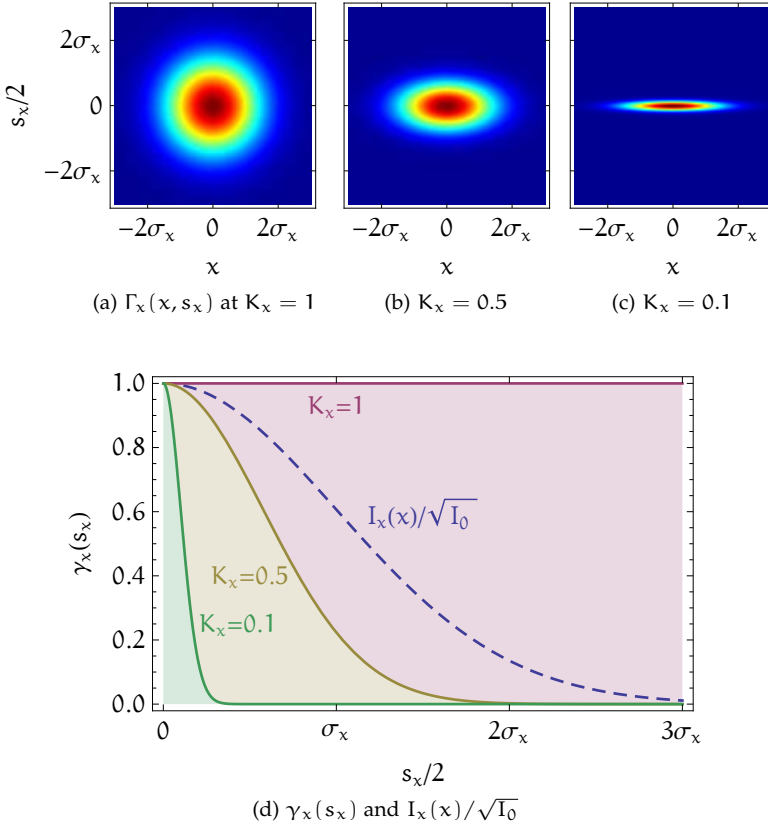 2σₓ
0
−2σₓ
sₓ/2
−2σₓ 0 2σₓ
−2σₓ 0 2σₓ
−2σₓ 0 2σₓ
x
x
x
(a) Γₓ(x, sₓ) at Kₓ = 1
(b) Kₓ = 0.5
(c) Kₓ = 0.1
1.0
0.8
0.6
0.4
0.2
0.0
γₓ(sₓ)
Kₓ=1
Iₓ(x)/√I₀
Kₓ=0.5
Kₓ=0.1
0 σₓ 2σₓ 3σₓ
sₓ/2
(d) γₓ(sₓ) and Iₓ(x)/√I₀